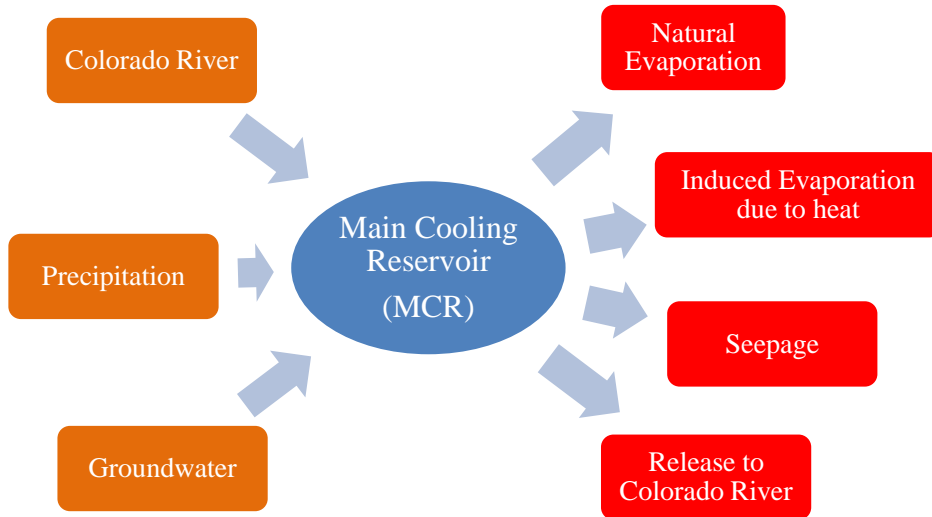 Colorado River
Precipitation
Groundwater
Main Cooling
Reservoir
(MCR)
Natural
Evaporation
Induced Evaporation
due to heat
Seepage
Release to
Colorado River